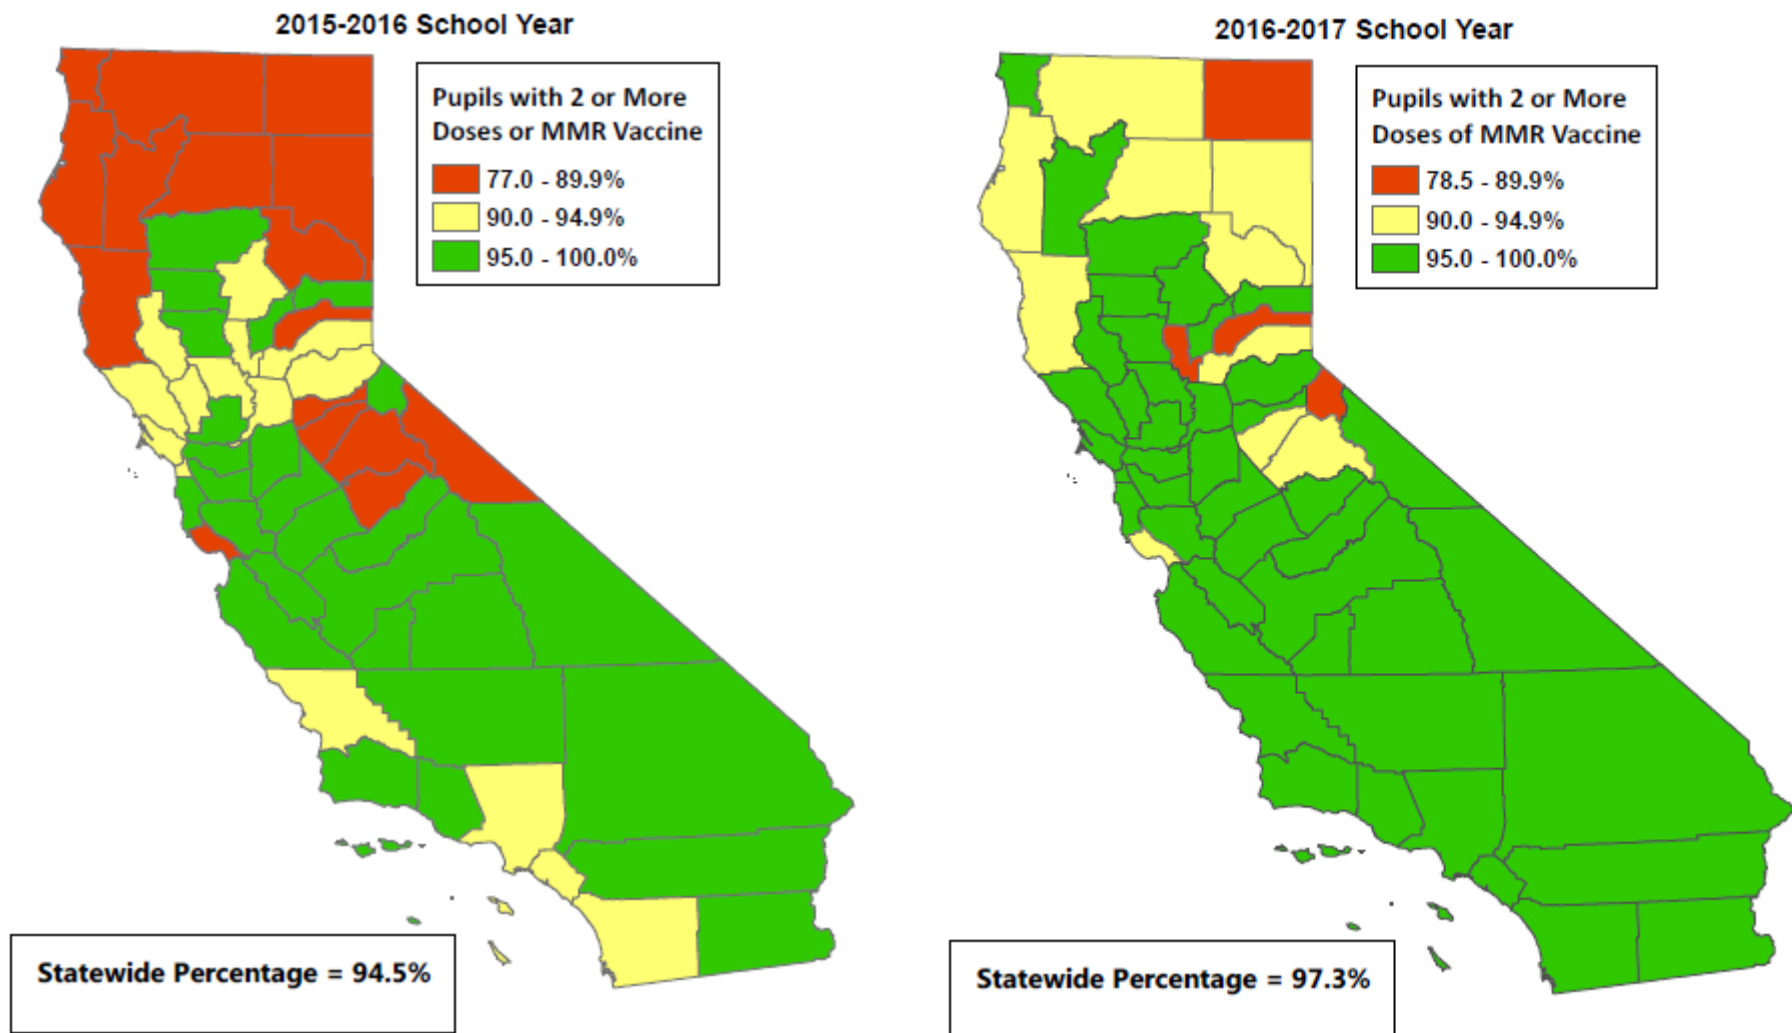 2015-2016 School Year
Pupils with 2 or More
Doses or MMR Vaccine
77.0 - 89.9%
90.0 - 94.9%
95.0 - 100.0%
Statewide Percentage = 94.5%
2016-2017 School Year
Pupils with 2 or More
Doses of MMR Vaccine
78.5 - 89.9%
90.0 - 94.9%
95.0 - 100.0%
Statewide Percentage = 97.3%